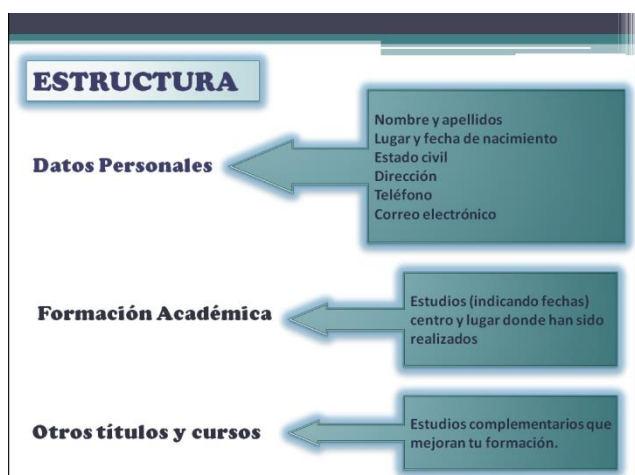 ESTRUCTURA
Datos Personales
Nombre y apellidos
Lugar y fecha de nacimiento
Estado civil
Dirección
Teléfono
Correo electrónico
Formación Académica
Estudios (indicando fechas)
centro y lugar donde han sido
realizados
Otros títulos y cursos
Estudios complementarios que
mejoran tu formación.